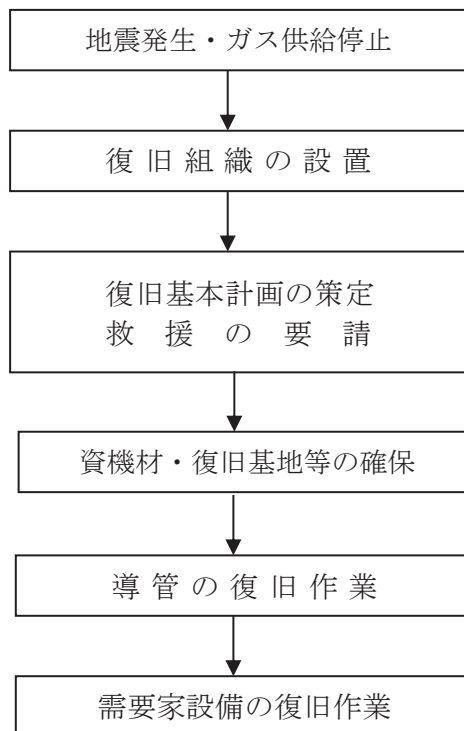 地震発生・ガス供給停止
復旧組織の設置
復旧基本計画の策定
救援の要請
資機材・復旧基地等の確保
導管の復旧作業
需要家設備の復旧作業